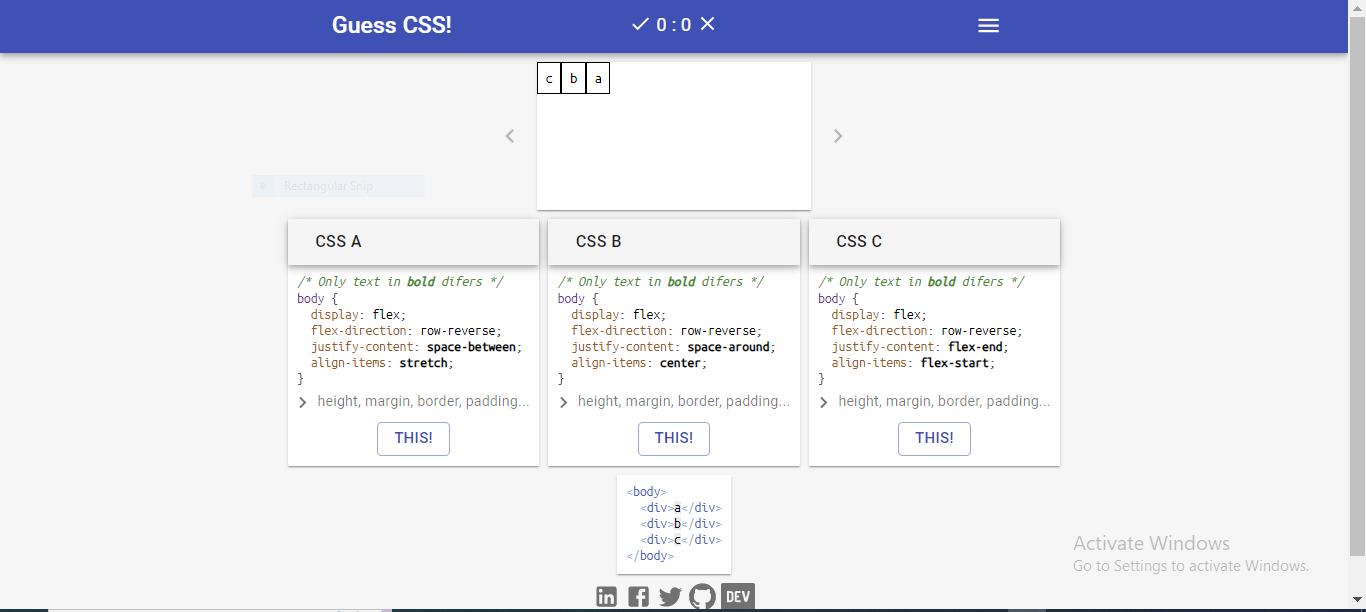 Guess CSS!
0 : 0
c b a
Rectangular Snip
CSS A
/* Only text in bold difers */
body {
display: flex;
flex-direction: row-reverse;
justify-content: space-between;
align-items: stretch;
}
height, margin, border, padding...
THIS!
CSS B
/* Only text in bold difers */
body {
display: flex;
flex-direction: row-reverse;
justify-content: space-around;
align-items: center;
}
height, margin, border, padding...
THIS!
CSS C
/* Only text in bold difers */
body {
display: flex;
flex-direction: row-reverse;
justify-content: flex-end;
align-items: flex-start;
}
height, margin, border, padding...
THIS!
<body>
<div>a</div>
<div>b</div>
<div>c</div>
</body>
Activate Windows
Go to Settings to activate Windows.
in
DEV